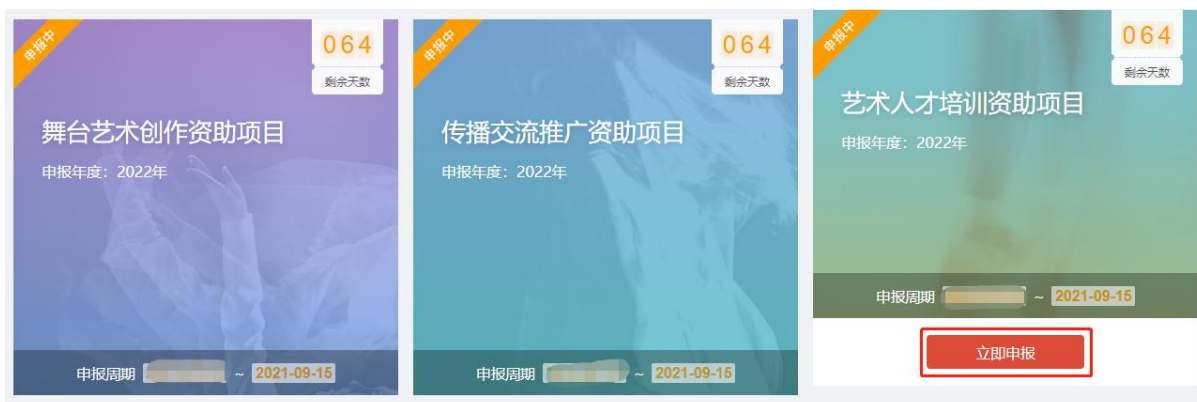 申报中
064
剩余天数
舞台艺术创作资助项目
申报年度：2022年
申报周期 ~ 2021-09-15
申报中
064
剩余天数
传播交流推广资助项目
申报年度：2022年
申报周期 ~ 2021-09-15
申报中
064
剩余天数
艺术人才培训资助项目
申报年度：2022年
申报周期 ~ 2021-09-15
立即申报